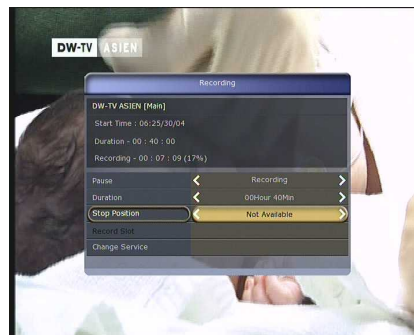 DW-TV ASIEN
Recording
DW-TV ASIEN [Main]
Start Time : 06:25/30/04
Duration - 00 : 40 : 00
Recording - 00 : 07 : 09 (17%)
Pause Recording
Duration 00Hour 40Min
Stop Position Not Available
Record Slot
Change Service